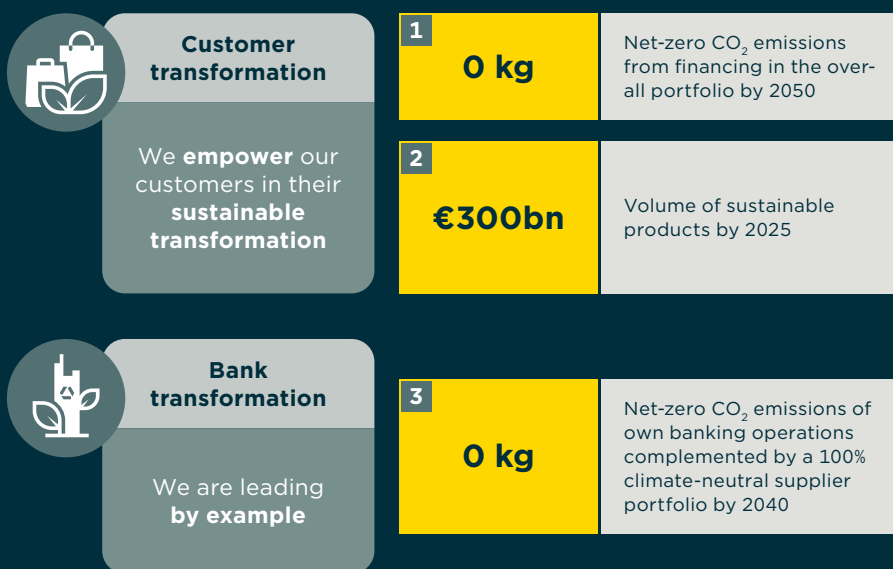 Customer
transformation
We empower our
customers in their
sustainable
transformation
1
0 kg
Net-zero CO₂ emissions
from financing in the over-
all portfolio by 2050
2
€300bn
Volume of sustainable
products by 2025
Bank
transformation
We are leading
by example
3
0 kg
Net-zero CO₂ emissions of
own banking operations
complemented by a 100%
climate-neutral supplier
portfolio by 2040